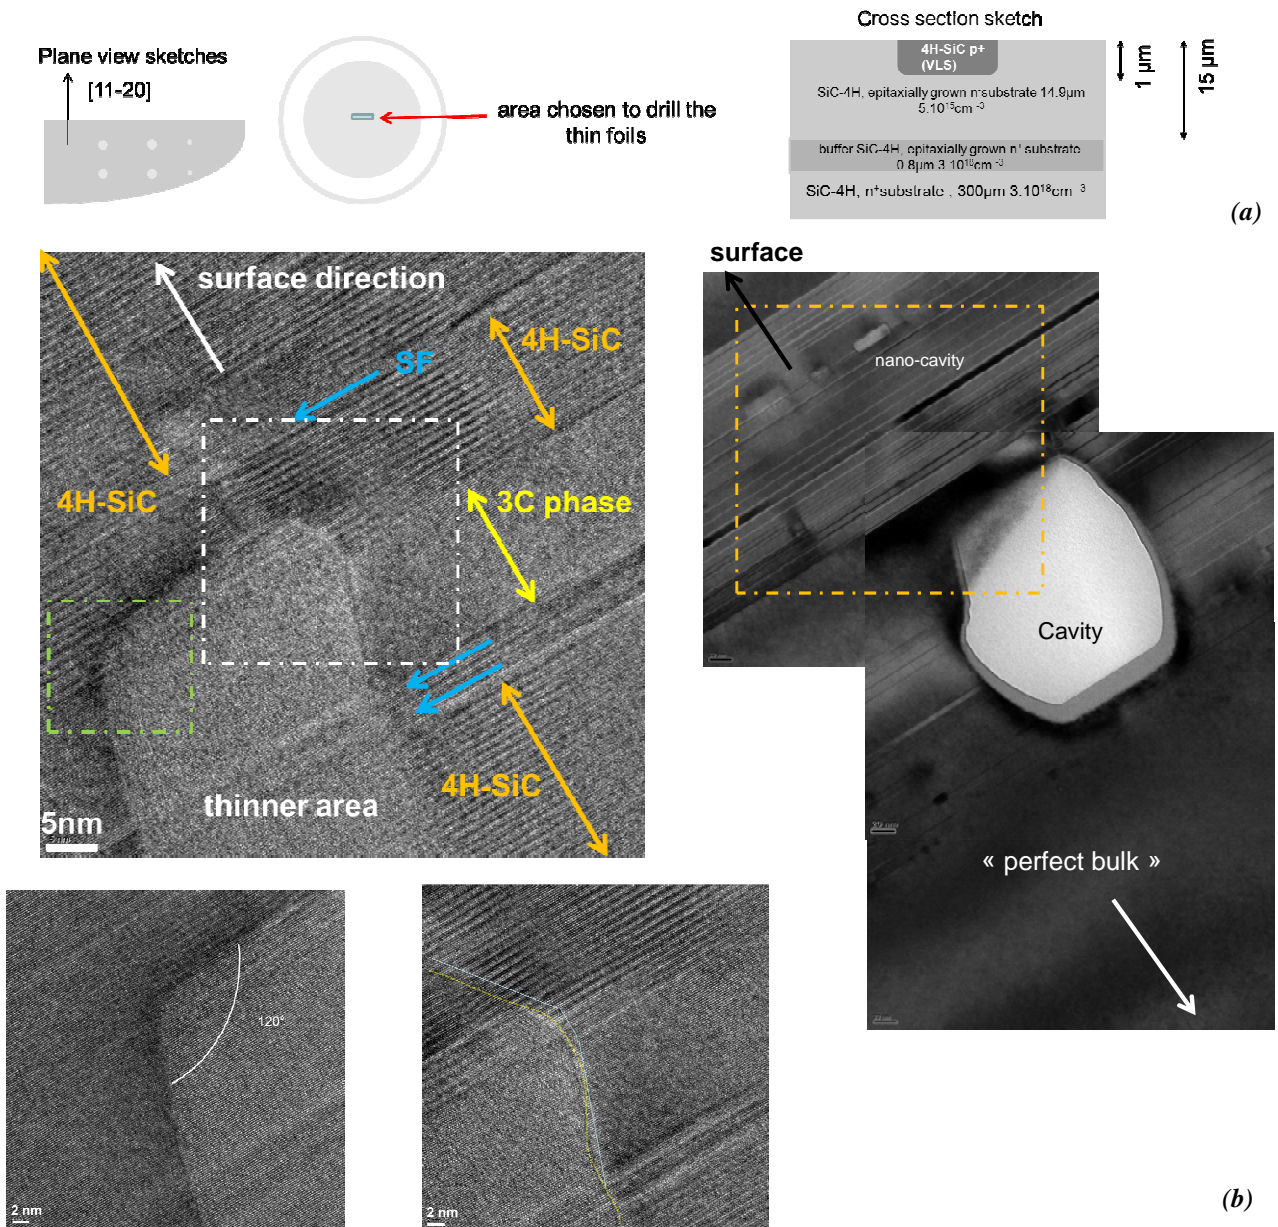 Plane view sketches
[11-20]
area chosen to drill the
thin foils
Cross section sketch
4H-SiC p+
(VLS)
SiC-4H, epitaxially grown n-substrate 14.9µm
5.10¹⁵cm ⁻³
buffer SiC-4H, epitaxially grown n⁺ substrate
0.8µm 3.10¹⁸cm ⁻³
SiC-4H, n⁺substrate , 300µm 3.10¹⁸cm ⁻³
1 µm
15 µm
(a)
surface direction
4H-SiC
SF
4H-SiC
3C phase
4H-SiC
thinner area
5nm
surface
nano-cavity
Cavity
« perfect bulk »
120°
2 nm
2 nm
(b)